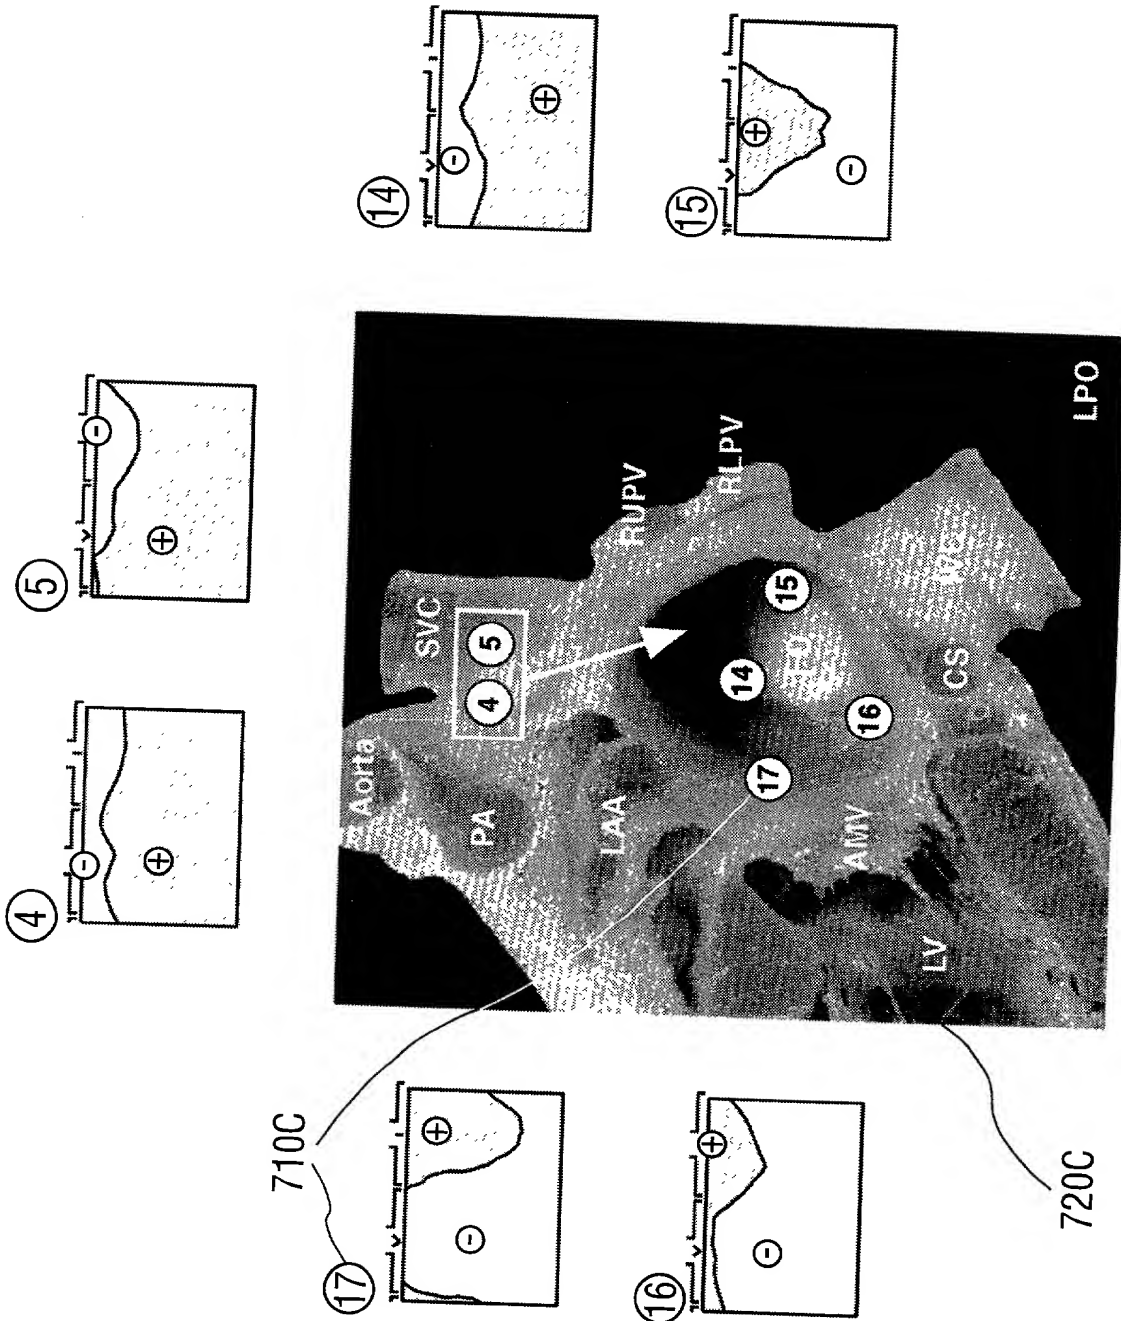 4
-
+
5
-
+
14
-
+
15
+
-
17
+
-
16
+
-
710C
720C
Aorta
SVC
4
5
PA
RUPV
LAA
RLPV
14
15
17
16
AMV
CS
LV
LPO